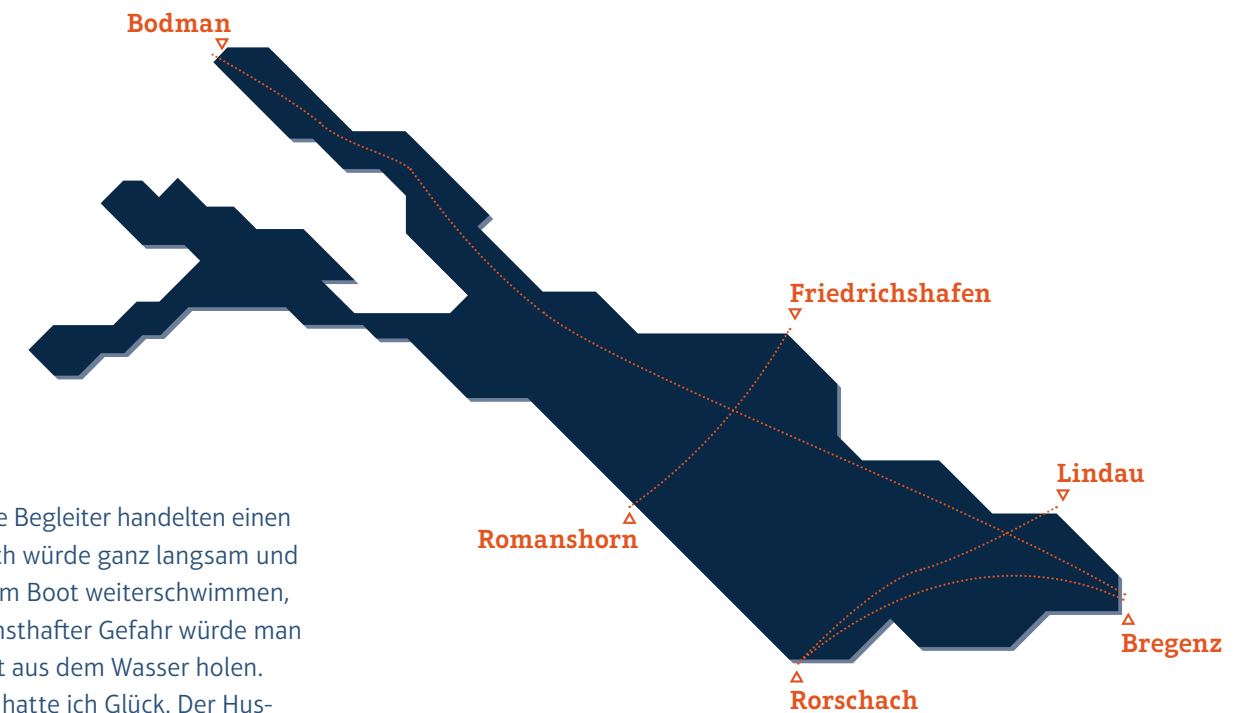 Bodman
Friedrichshafen
Lindau
Romanshorn
Bregenz
Rorschach
e Begleiter handelten einen
ch würde ganz langsam und
m Boot weiterschwimmen,
nsthafter Gefahr würde man
t aus dem Wasser holen.
hatte ich Glück. Der Hus-